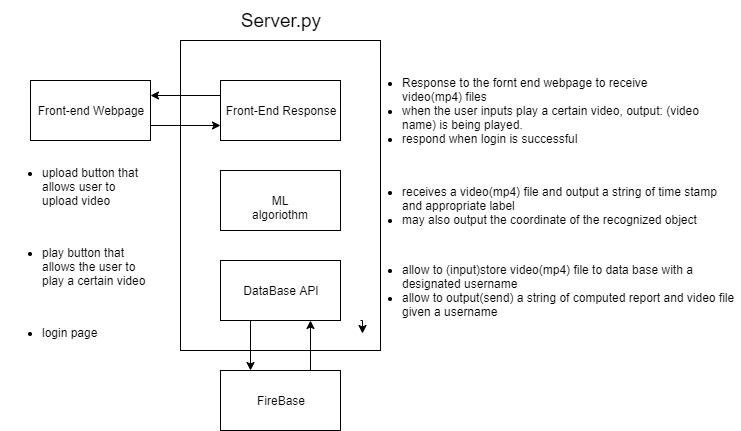 Server.py
Front-end Webpage
Front-End Response
• Response to the fornt end webpage to receive
video(mp4) files
• when the user inputs play a certain video, output: (video
name) is being played.
• respond when login is successful
• upload button that
allows user to
upload video
ML
algoriothm
• receives a video(mp4) file and output a string of time stamp
and appropriate label
• may also output the coordinate of the recognized object
• play button that
allows the user to
play a certain video
DataBase API
• allow to (input)store video(mp4) file to data base with a
designated username
• allow to output(send) a string of computed report and video file
given a username
• login page
FireBase